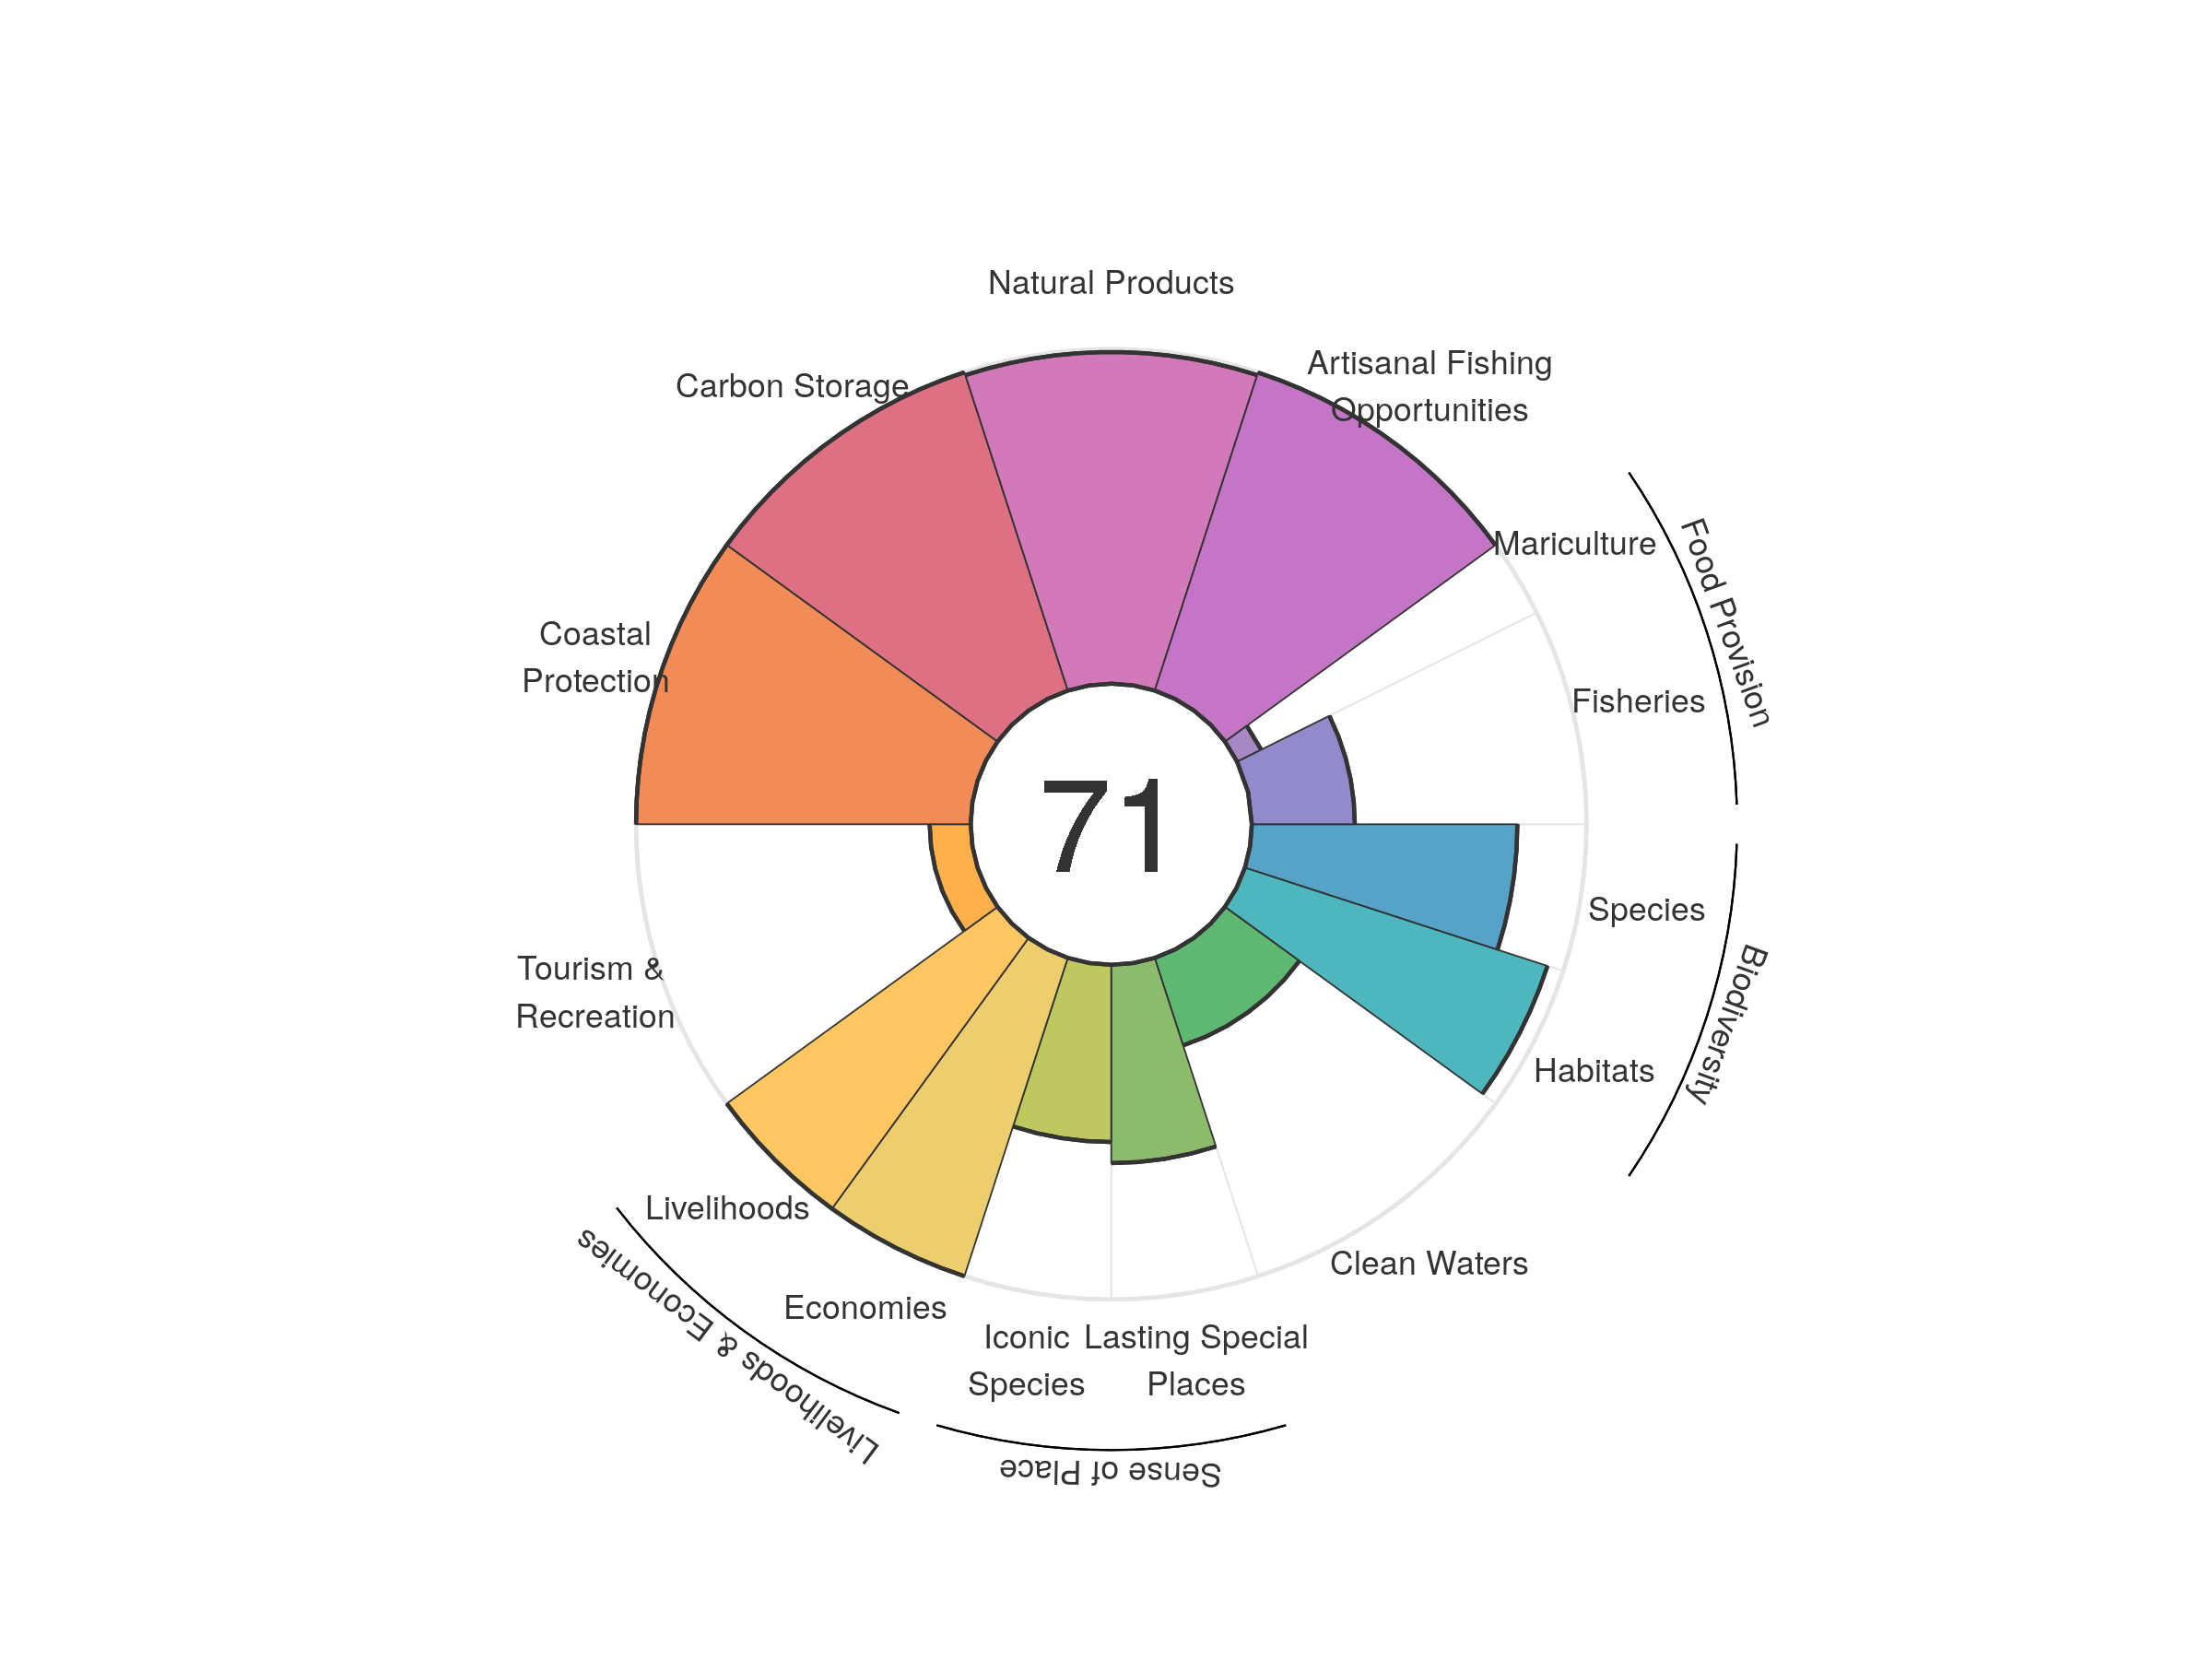 Natural Products
Artisanal Fishing
Opportunities
Carbon Storage
Mariculture
Food Provision
Coastal
Protection
Fisheries
71
Species
Biodiversity
Tourism &
Recreation
Habitats
Livelihoods
Clean Waters
Livelihoods & Economies
Economies
Iconic
Species
Lasting Special
Places
Sense of Place